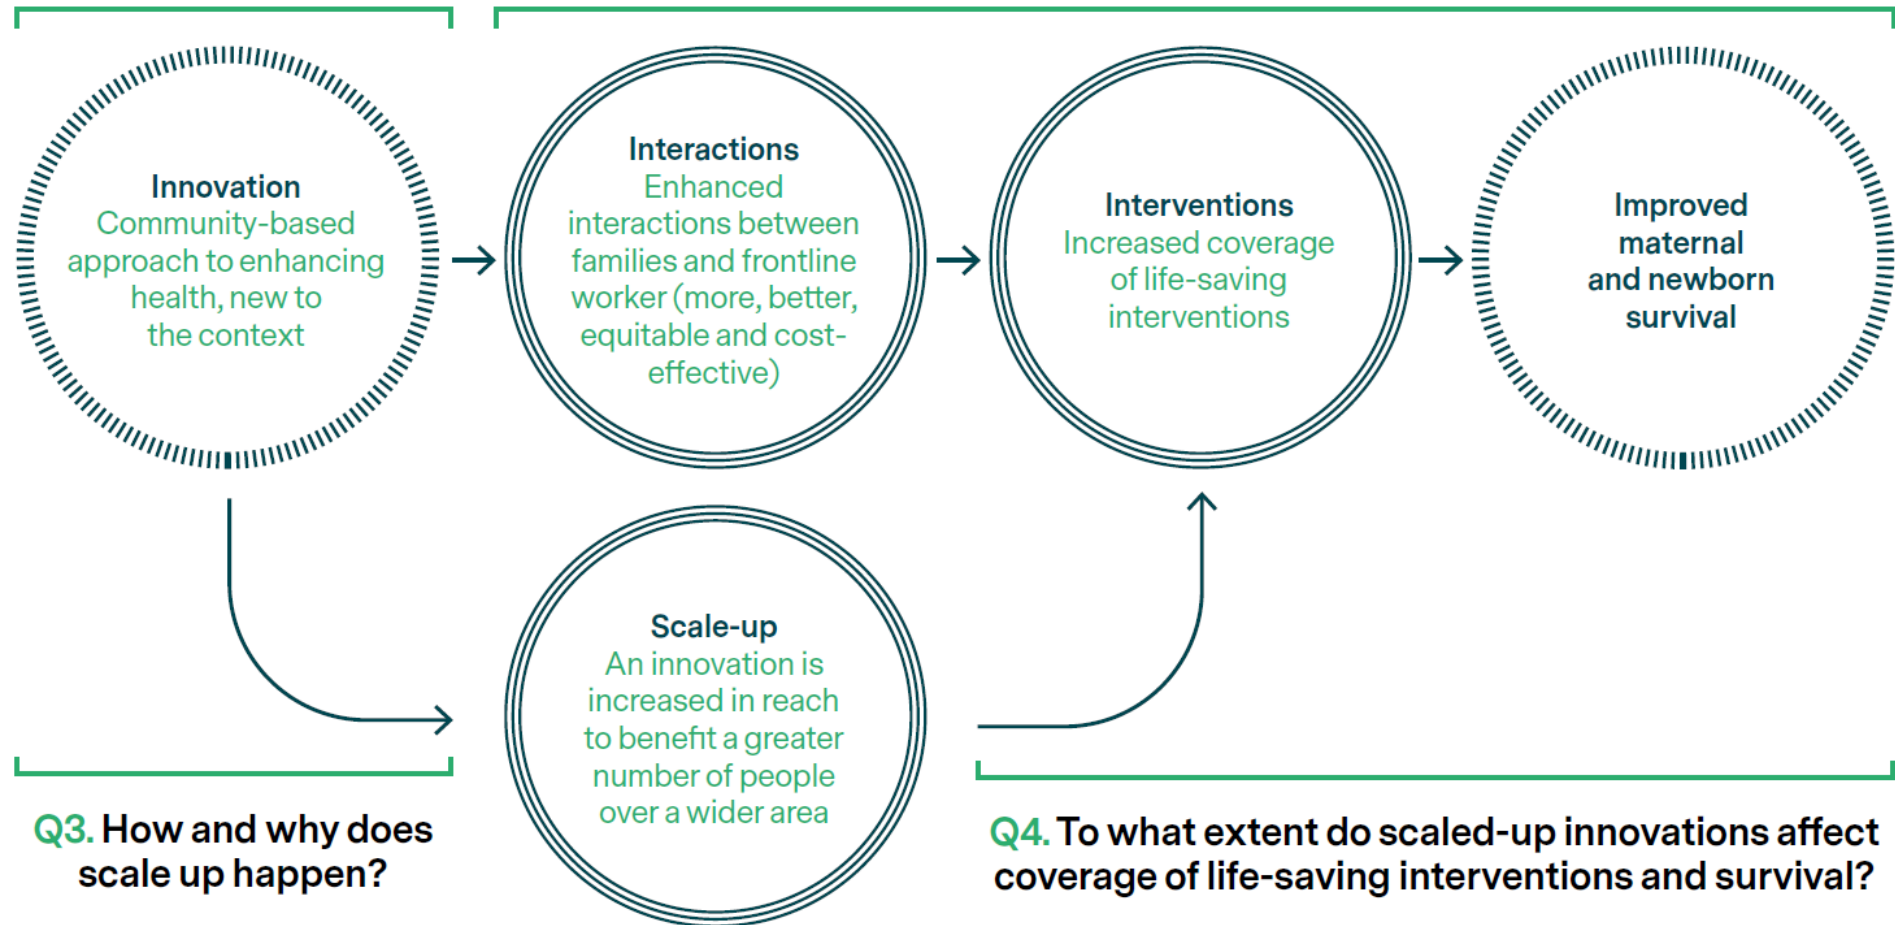 Innovation
Community-based
approach to enhancing
health, new to
the context
Interactions
Enhanced
interactions between
families and frontline
worker (more, better,
equitable and cost-
effective)
Interventions
Increased coverage
of life-saving
interventions
Improved
maternal
and newborn
survival
Scale-up
An innovation is
increased in reach
to benefit a greater
number of people
over a wider area
Q3. How and why does
scale up happen?
Q4. To what extent do scaled-up innovations affect
coverage of life-saving interventions and survival?